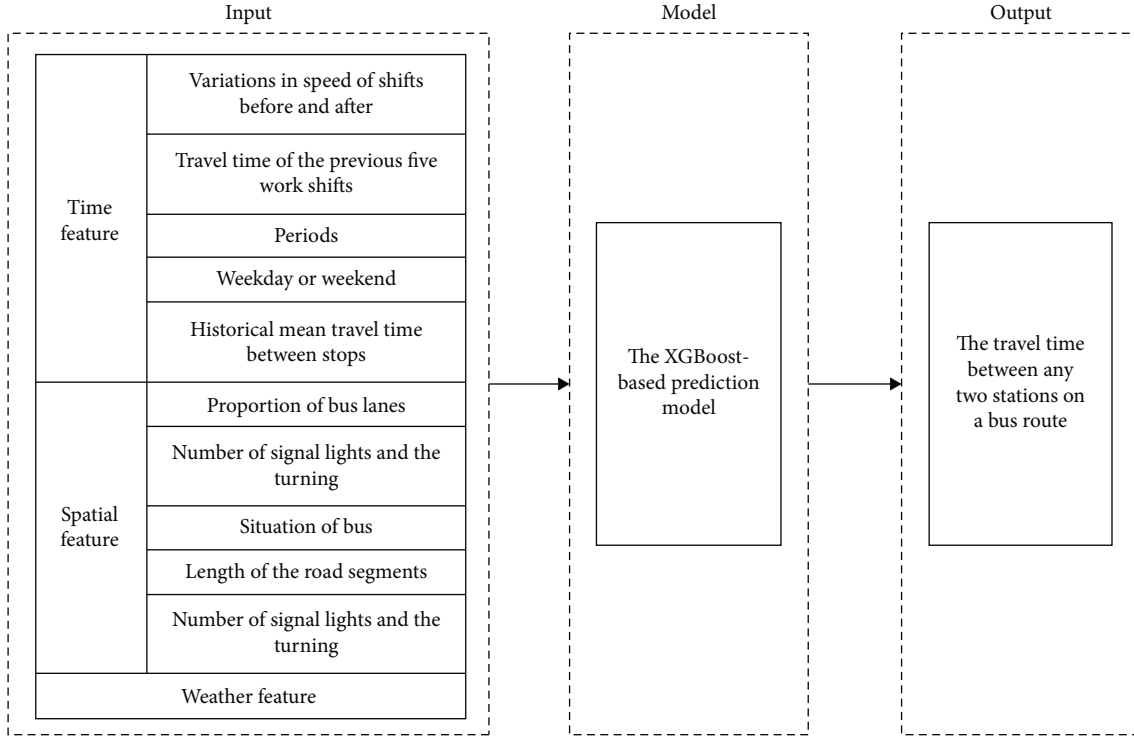 Input
Model
Output
Time
feature
Variations in speed of shifts
before and after
Travel time of the previous five
work shifts
Periods
Weekday or weekend
Historical mean travel time
between stops
Spatial
feature
Proportion of bus lanes
Number of signal lights and the
turning
Situation of bus
Length of the road segments
Number of signal lights and the
turning
Weather feature
The XGBoost-
based prediction
model
The travel time
between any
two stations on
a bus route